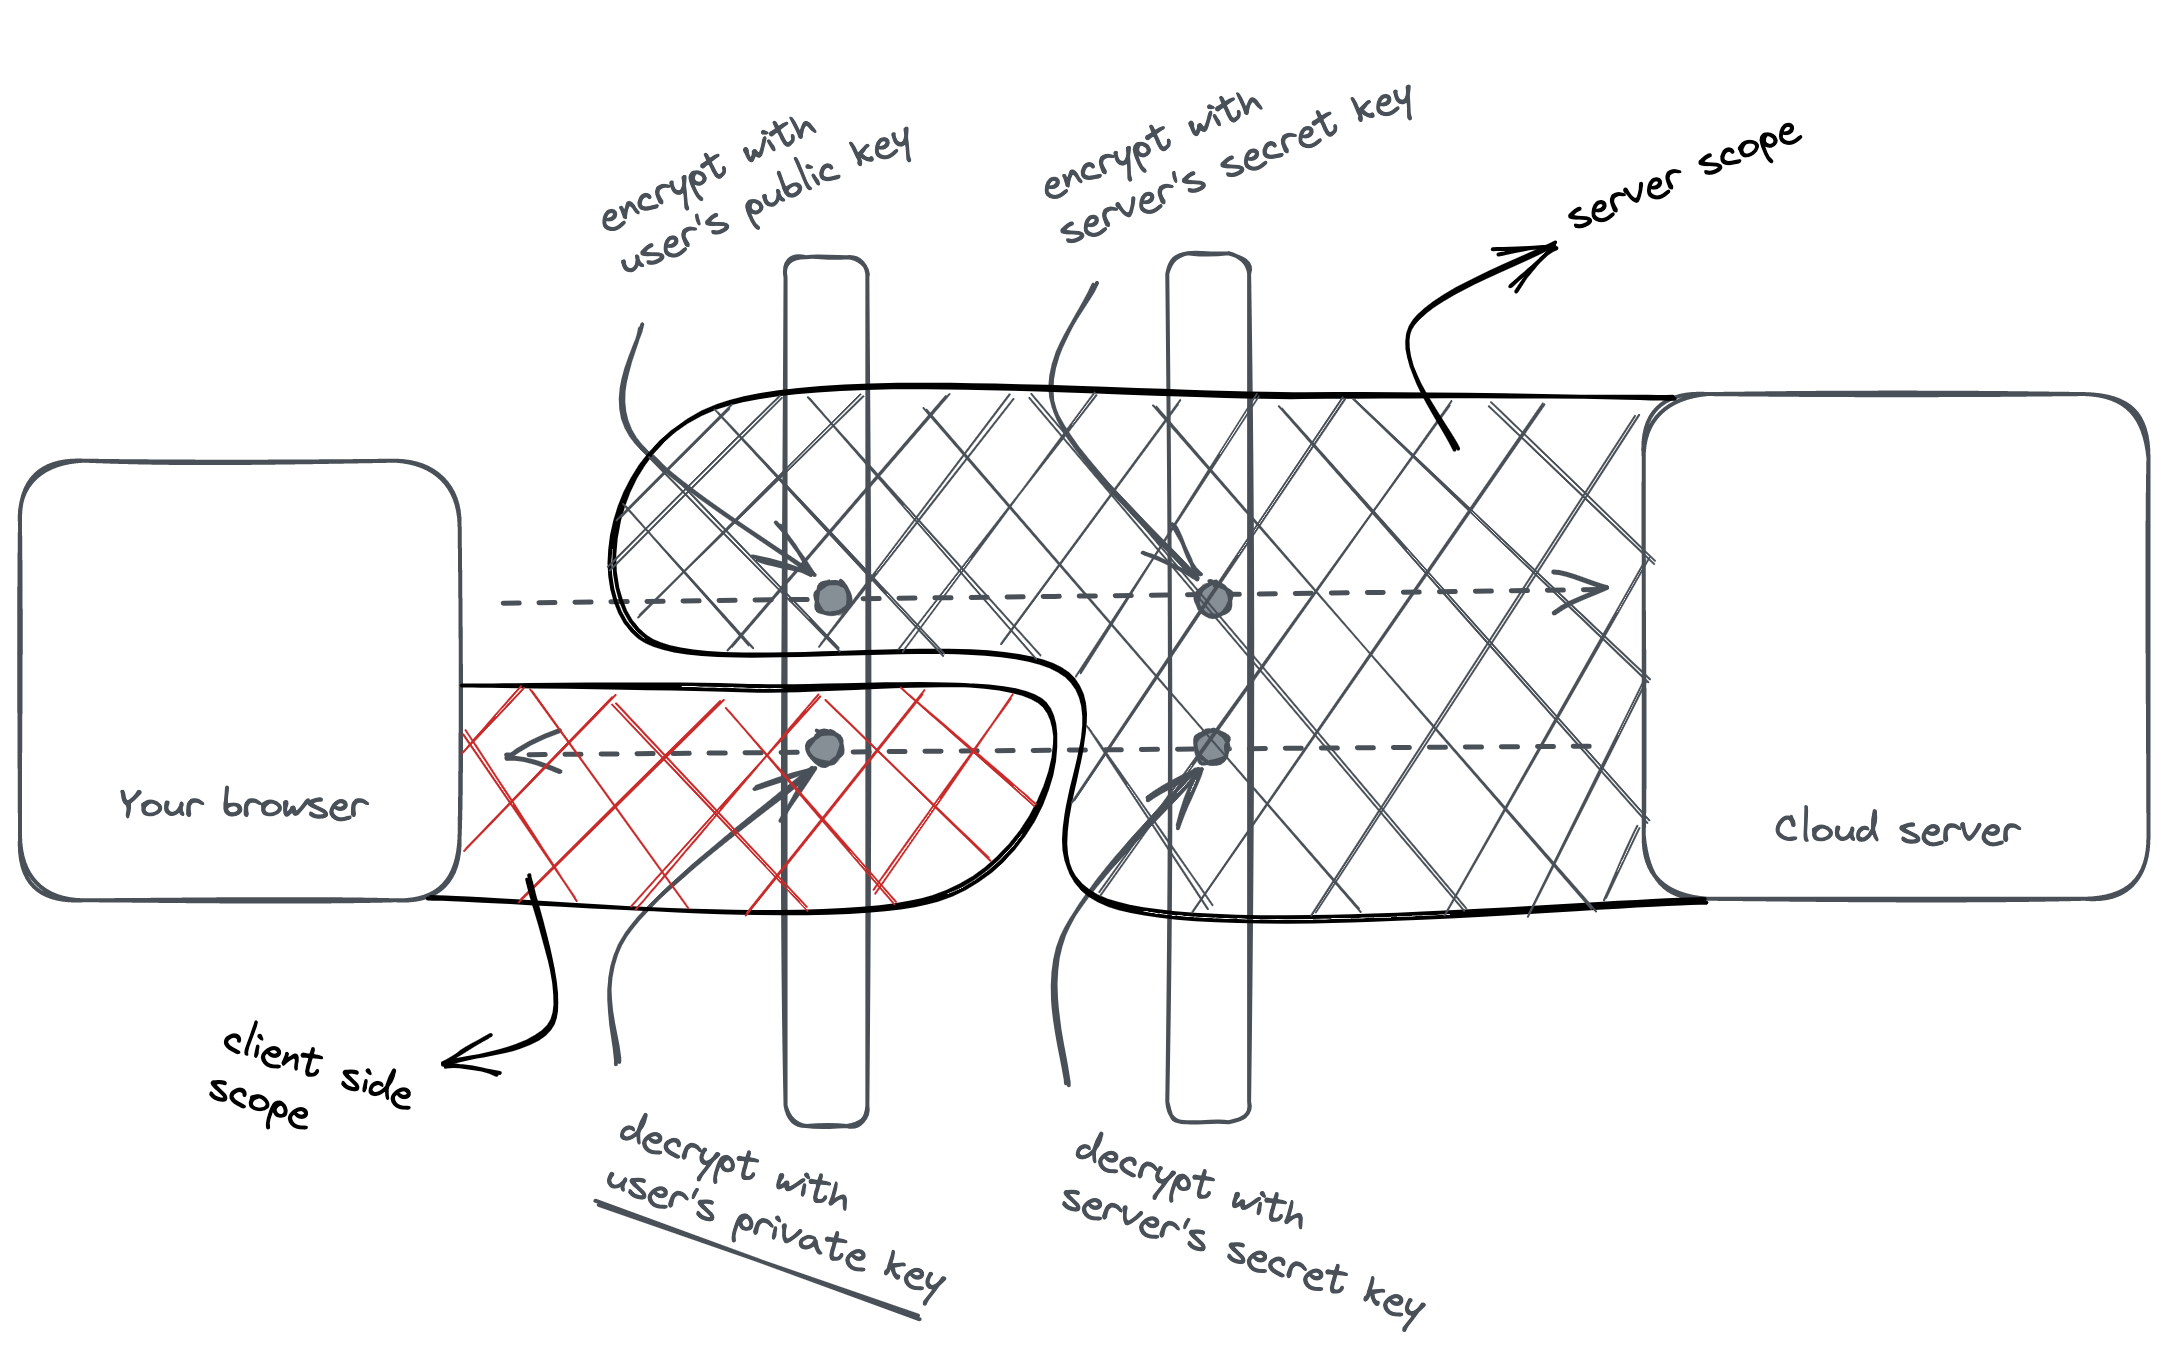 encrypt with
user's public key
encrypt with
server's secret key
server scope
Your browser
Cloud server
client side
scope
decrypt with
user's private key
decrypt with
server's secret key